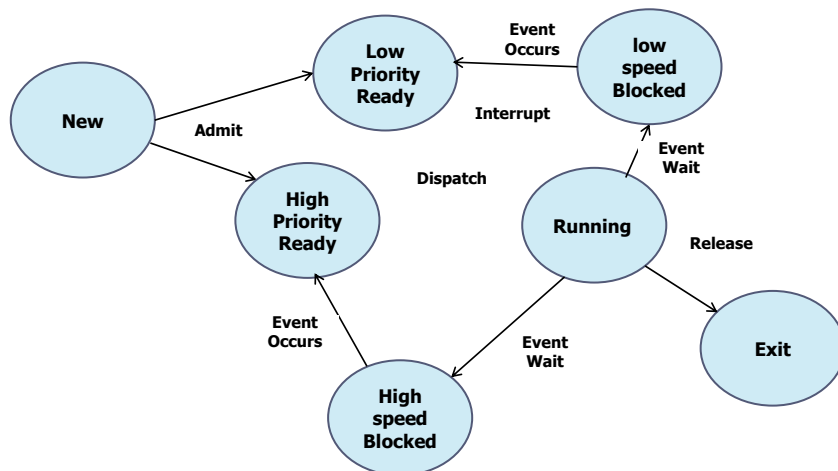 Event
Occurs
Low
Priority
Ready
low
speed
Blocked
New
Admit
Interrupt
Event
Wait
Dispatch
High
Priority
Ready
Running
Release
Event
Occurs
Event
Wait
Exit
High
speed
Blocked